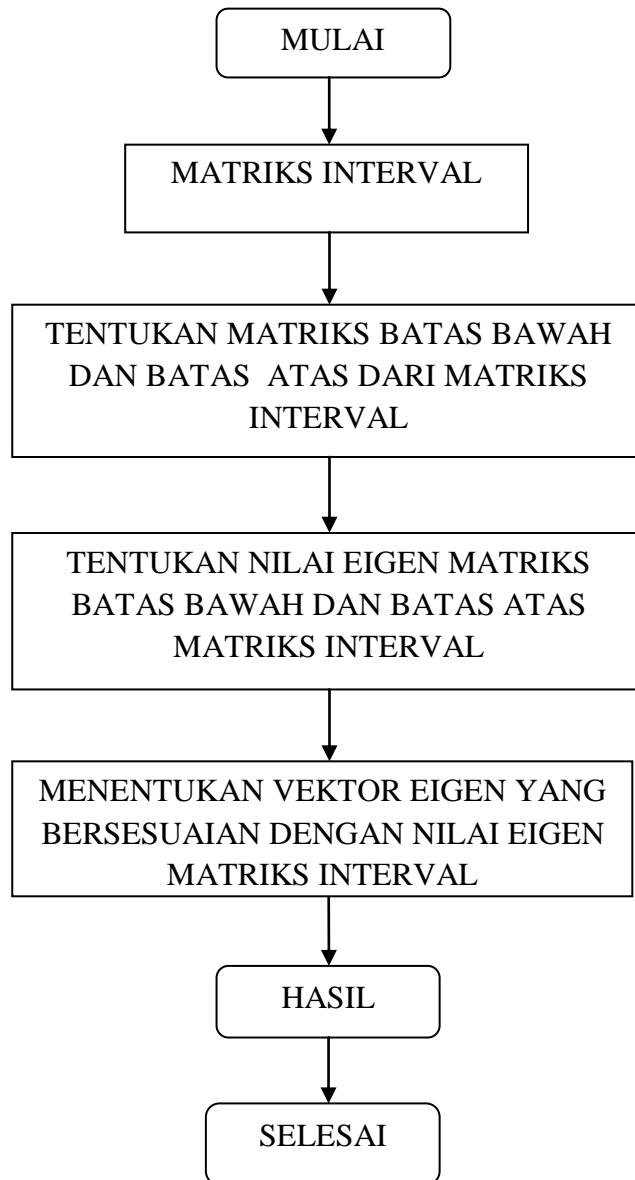 MULAI
MATRIKS INTERVAL
TENTUKAN MATRIKS BATAS BAWAH
DAN BATAS ATAS DARI MATRIKS
INTERVAL
TENTUKAN NILAI EIGEN MATRIKS
BATAS BAWAH DAN BATAS ATAS
MATRIKS INTERVAL
MENENTUKAN VEKTOR EIGEN YANG
BERSESUAIAN DENGAN NILAI EIGEN
MATRIKS INTERVAL
HASIL
SELESAI